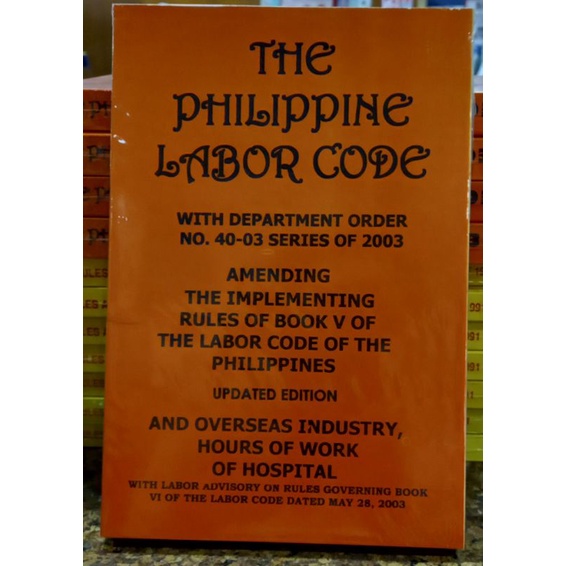 THE
PHILIPPINE
LABOR CODE
WITH DEPARTMENT ORDER
NO. 40-03 SERIES OF 2003
AMENDING
THE IMPLEMENTING
RULES OF BOOK V OF
THE LABOR CODE OF THE
PHILIPPINES
UPDATED EDITION
AND OVERSEAS INDUSTRY,
HOURS OF WORK
OF HOSPITAL
WITH LABOR ADVISORY ON RULES GOVERNING BOOK
VI OF THE LABOR CODE DATED MAY 28, 2003